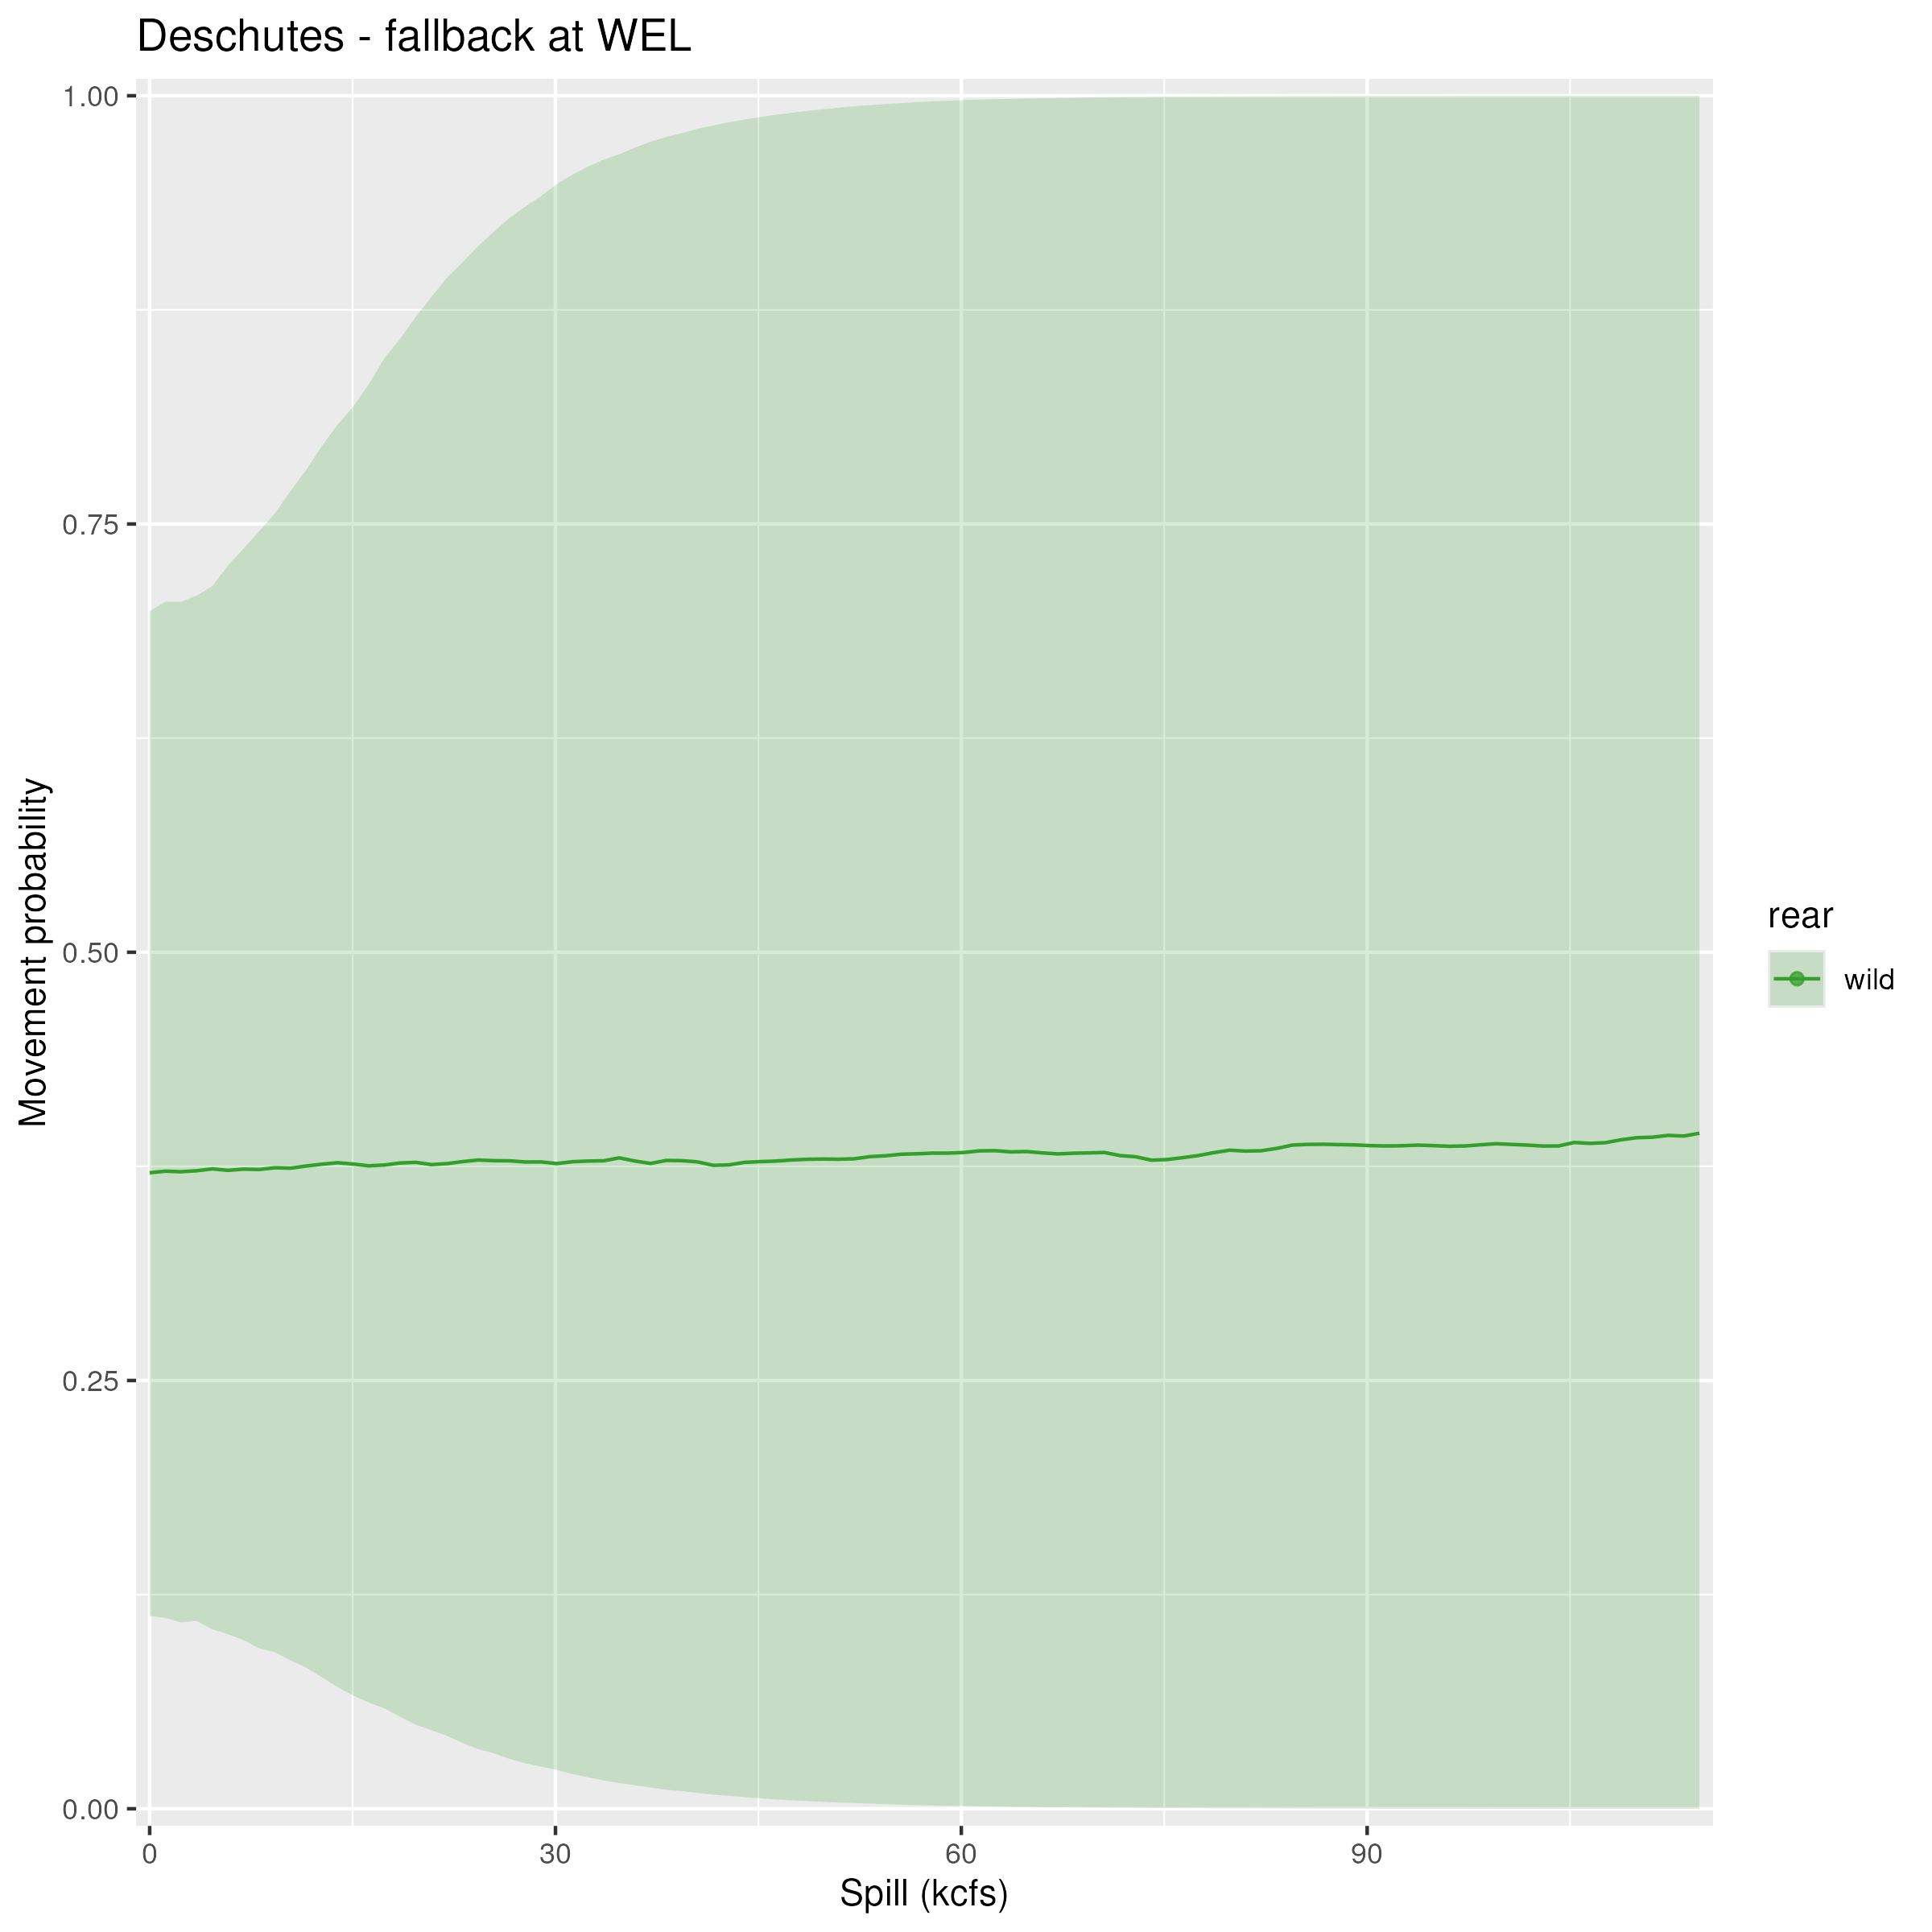 Deschutes - fallback at WEL
1.00
0.75
0.50
0.25
0.00
Movement probability
0
30
60
90
Spill (kcfs)
rear
wild